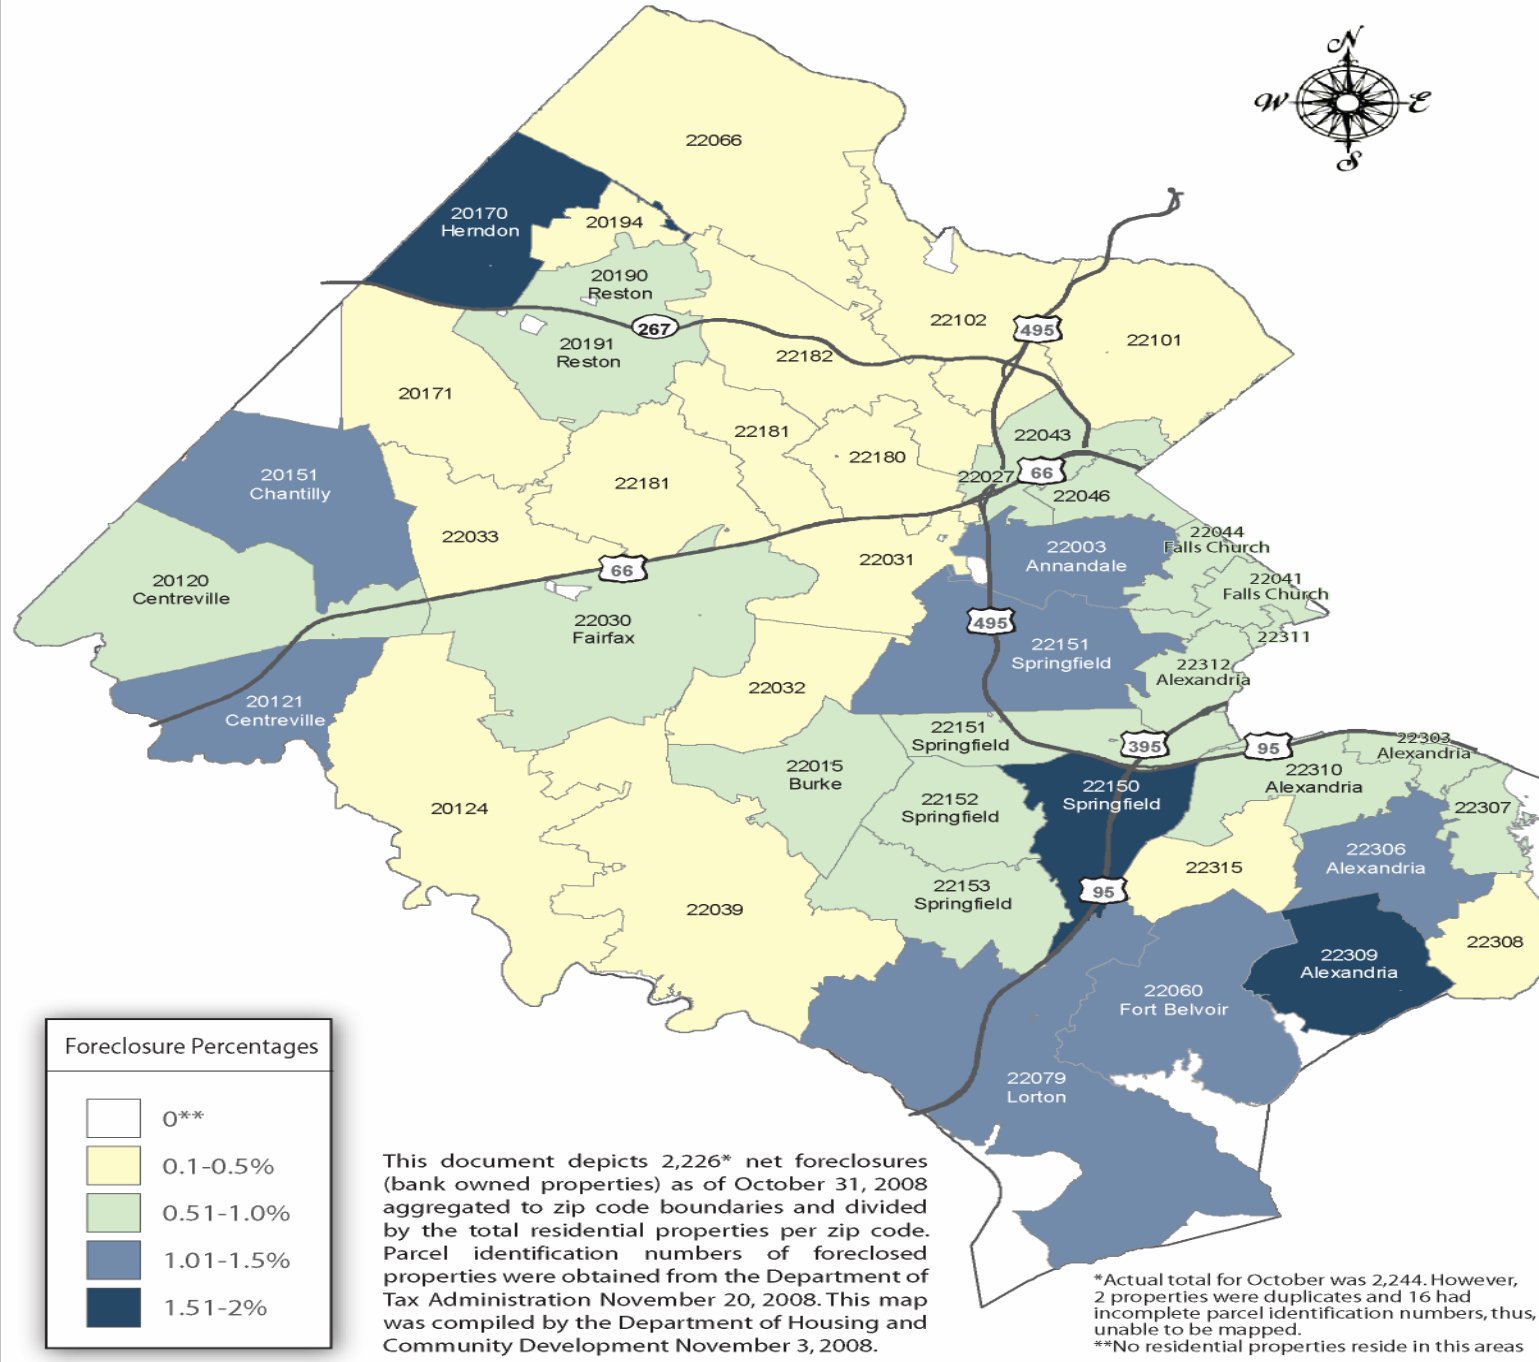 N
W
E
S
22066
20170
Herndon
20194
20190
Reston
267
20191
Reston
22102
495
22101
22182
20171
22181
22180
22043
22027
66
22046
20151
Chantilly
22181
22033
22031
22003
Annandale
22044
Falls Church
22041
Falls Church
66
20120
Centreville
22030
Fairfax
495
22151
Springfield
22311
22312
Alexandria
22032
20121
Centreville
22151
Springfield
395
95
22303
Alexandria
22015
Burke
22310
Alexandria
22150
Springfield
22152
Springfield
22307
20124
22306
Alexandria
22315
22153
Springfield
95
22039
22308
22309
Alexandria
22060
Fort Belvoir
22079
Lorton
Foreclosure Percentages
0**
0.1-0.5%
0.51-1.0%
1.01-1.5%
1.51-2%
This document depicts 2,226* net foreclosures
(bank owned properties) as of October 31, 2008
aggregated to zip code boundaries and divided
by the total residential properties per zip code.
Parcel identification numbers of foreclosed
properties were obtained from the Department of
Tax Administration November 20, 2008. This map
was compiled by the Department of Housing and
Community Development November 3, 2008.
*Actual total for October was 2,244. However,
2 properties were duplicates and 16 had
incomplete parcel identification numbers, thus,
unable to be mapped.
**No residential properties reside in this areas